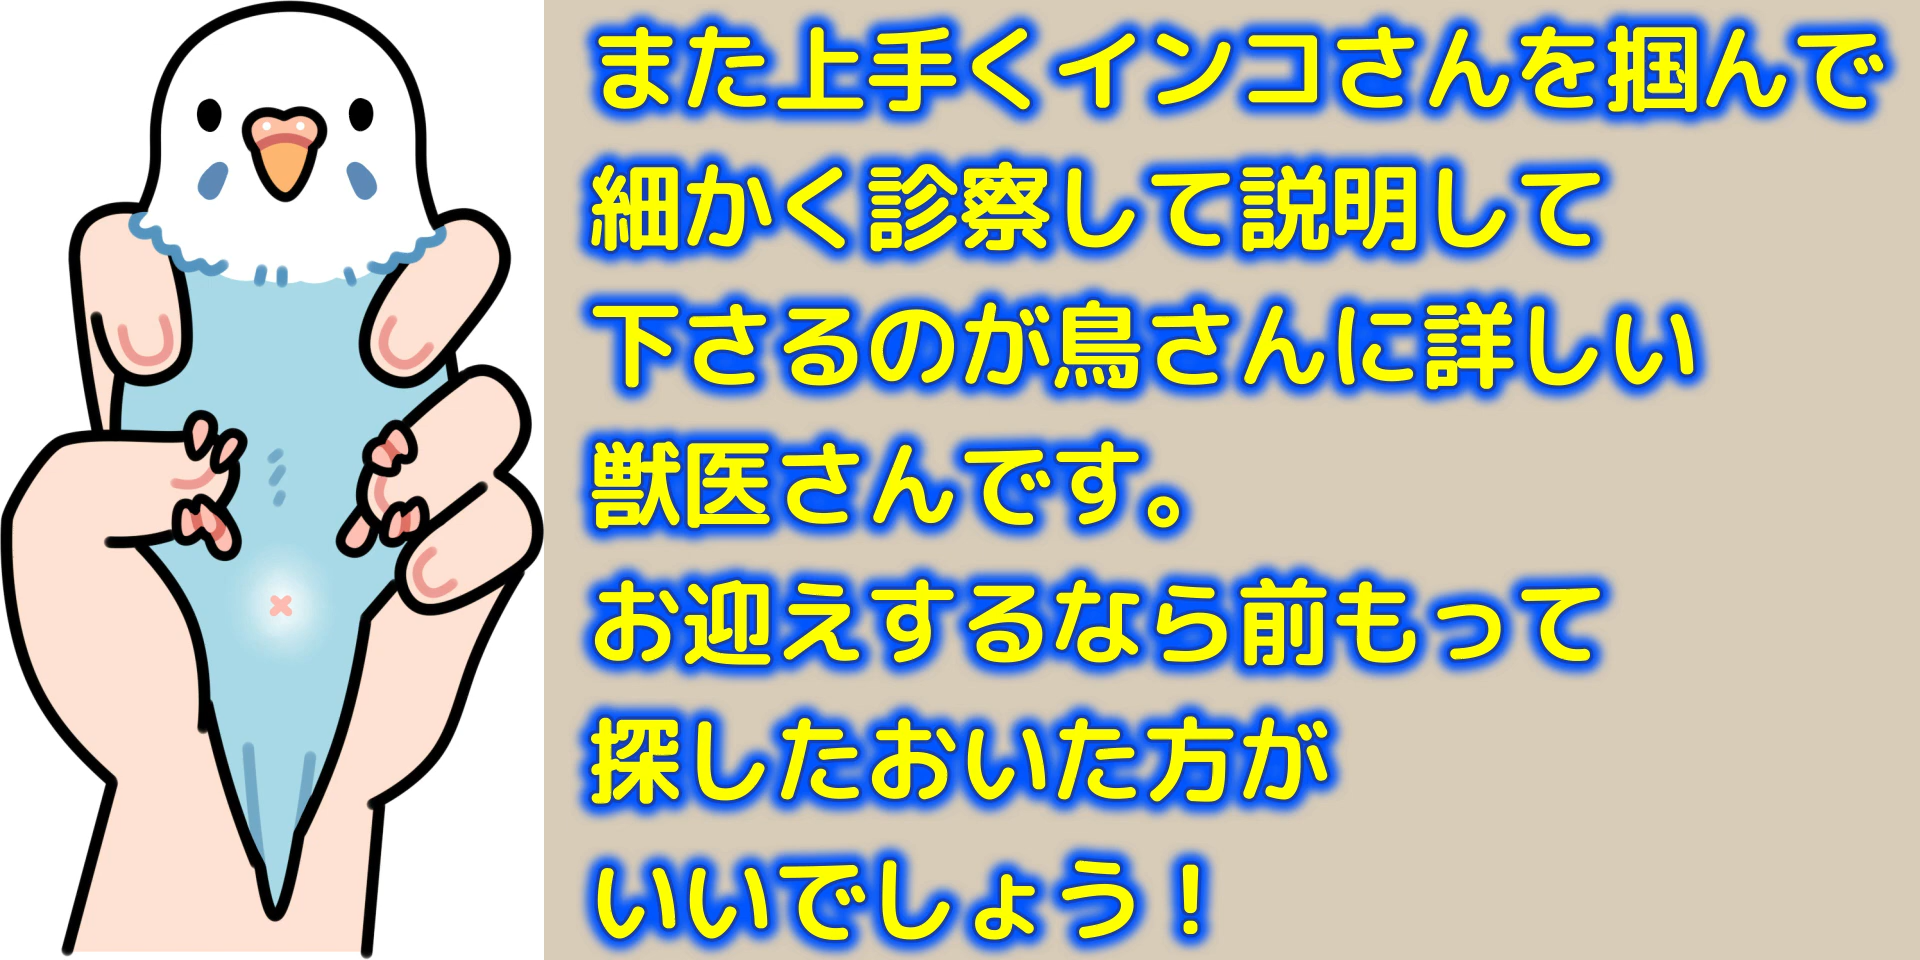 また上手くインコさんを掴んで
細かく診察して説明して
下さるのが鳥さんに詳しい
獣医さんです。
お迎えするなら前もって
探したおいた方が
いいでしょう！